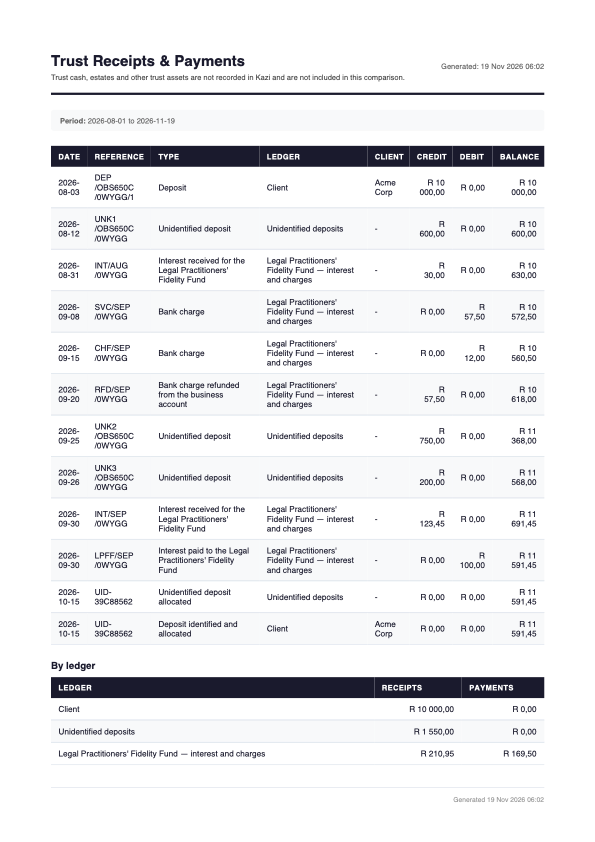 Trust Receipts & Payments
Generated: 19 Nov 2026 06:02
Trust cash, estates and other trust assets are not recorded in Kazi and are not included in this comparison.
Period: 2026-08-01 to 2026-11-19
DATE REFERENCE TYPE LEDGER CLIENT CREDIT DEBIT BALANCE
2026-08-03 DEP/OBS650C/0WYGG/1 Deposit Client Acme Corp R 10 000,00 R 0,00 R 10 000,00
2026-08-12 UNK1/OBS650C/0WYGG Unidentified deposit Unidentified deposits - R 600,00 R 0,00 R 10 600,00
2026-08-31 INT/AUG/0WYGG Interest received for the Legal Practitioners' Fidelity Fund Legal Practitioners' Fidelity Fund — interest and charges - R 30,00 R 0,00 R 10 630,00
2026-09-08 SVC/SEP/0WYGG Bank charge Legal Practitioners' Fidelity Fund — interest and charges - R 0,00 R 57,50 R 10 572,50
2026-09-15 CHF/SEP/0WYGG Bank charge Legal Practitioners' Fidelity Fund — interest and charges - R 0,00 R 12,00 R 10 560,50
2026-09-20 RFD/SEP/0WYGG Bank charge refunded from the business account Legal Practitioners' Fidelity Fund — interest and charges - R 57,50 R 0,00 R 10 618,00
2026-09-25 UNK2/OBS650C/0WYGG Unidentified deposit Unidentified deposits - R 750,00 R 0,00 R 11 368,00
2026-09-26 UNK3/OBS650C/0WYGG Unidentified deposit Unidentified deposits - R 200,00 R 0,00 R 11 568,00
2026-09-30 INT/SEP/0WYGG Interest received for the Legal Practitioners' Fidelity Fund Legal Practitioners' Fidelity Fund — interest and charges - R 123,45 R 0,00 R 11 691,45
2026-09-30 LPFF/SEP/0WYGG Interest paid to the Legal Practitioners' Fidelity Fund Legal Practitioners' Fidelity Fund — interest and charges - R 0,00 R 100,00 R 11 591,45
2026-10-15 UID-39C88562 Unidentified deposit allocated Unidentified deposits - R 0,00 R 0,00 R 11 591,45
2026-10-15 UID-39C88562 Deposit identified and allocated Client Acme Corp R 0,00 R 0,00 R 11 591,45
By ledger
LEDGER RECEIPTS PAYMENTS
Client R 10 000,00 R 0,00
Unidentified deposits R 1 550,00 R 0,00
Legal Practitioners' Fidelity Fund — interest and charges R 210,95 R 169,50
Generated 19 Nov 2026 06:02